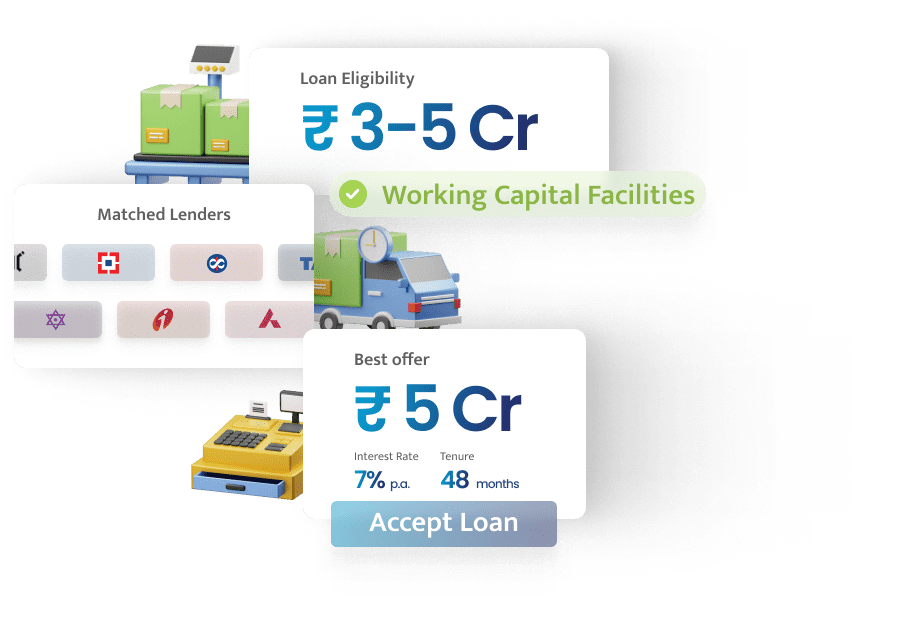 Loan Eligibility
₹ 3–5 Cr
Working Capital Facilities
Matched Lenders
Best offer
₹ 5 Cr
Interest Rate Tenure
7% p.a. 48 months
Accept Loan